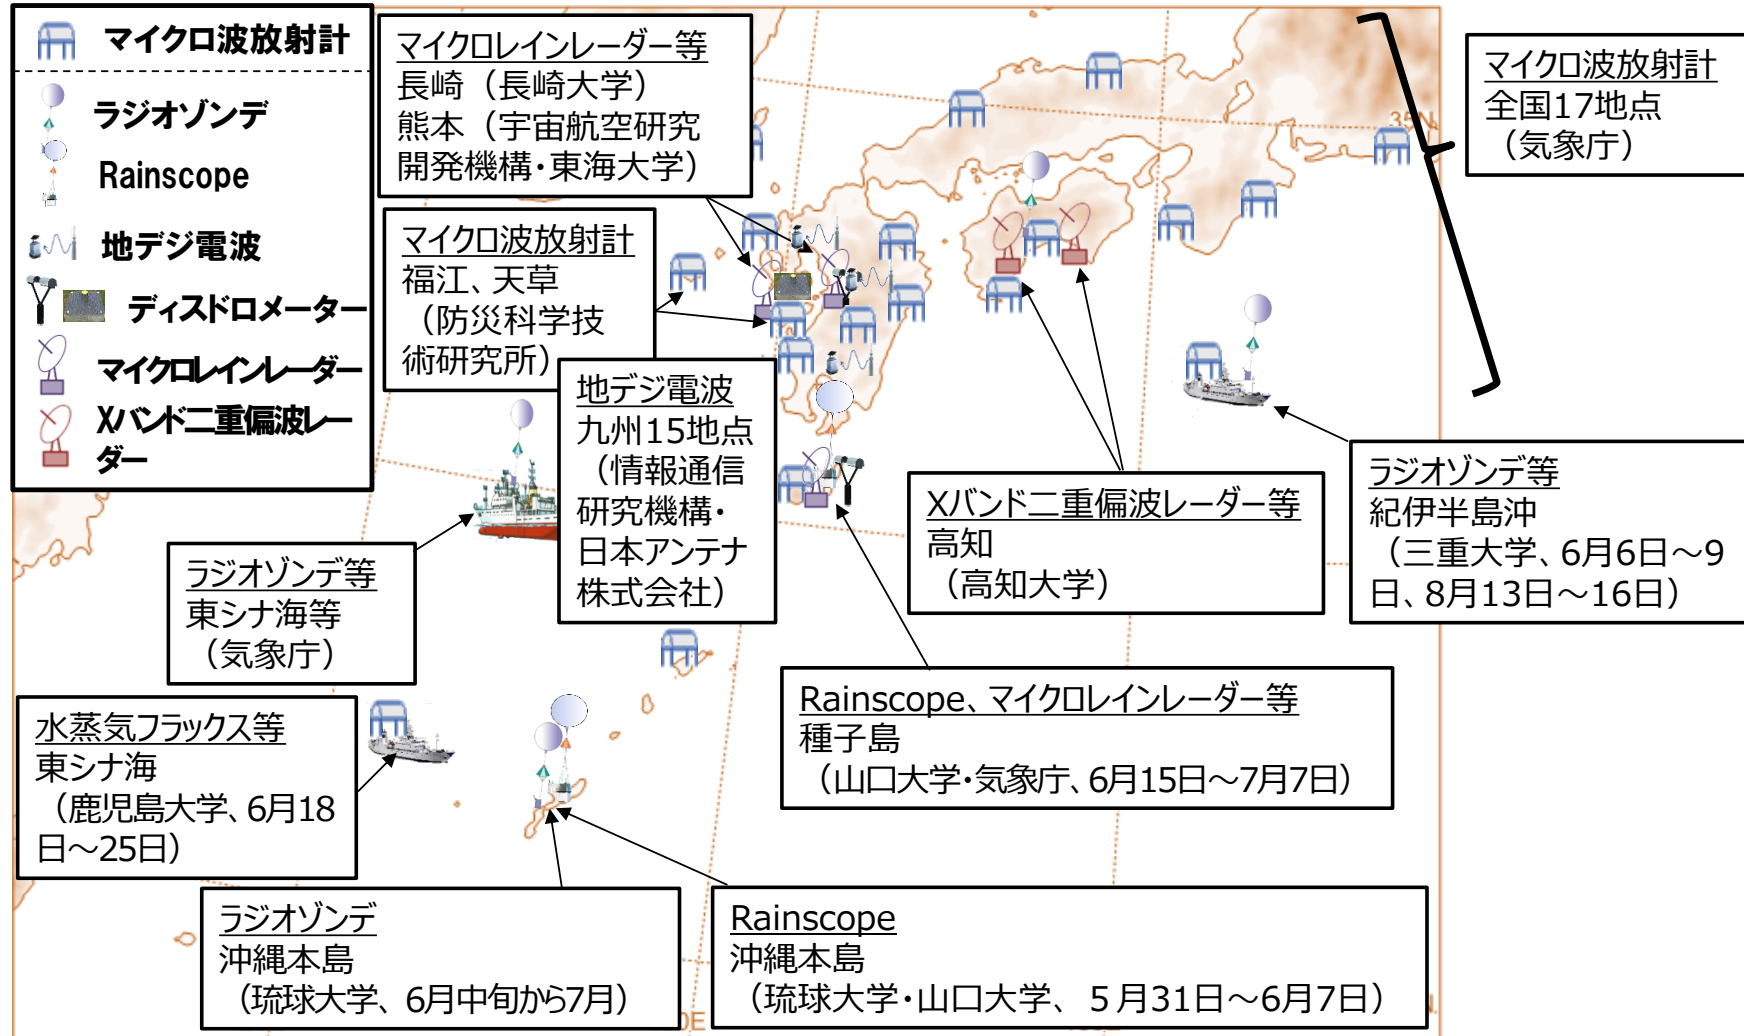 マイクロ波放射計
ラジオゾンデ
Rainscope
地デジ電波
ディスドロメーター
マイクロレインレーダー
Xバンド二重偏波レー
ダー
マイクロレインレーダー等
長崎（長崎大学）
熊本（宇宙航空研究
開発機構・東海大学）
マイクロ波放射計
全国17地点
（気象庁）
35N
マイクロ波放射計
福江、天草
（防災科学技
術研究所）
地デジ電波
九州15地点
（情報通信
研究機構・
日本アンテナ
株式会社）
Xバンド二重偏波レーダー等
高知
（高知大学）
ラジオゾンデ等
紀伊半島沖
（三重大学、6月6日～9
日、8月13日～16日）
ラジオゾンデ等
東シナ海等
（気象庁）
Rainscope、マイクロレインレーダー等
種子島
（山口大学・気象庁、6月15日～7月7日）
水蒸気フラックス等
東シナ海
（鹿児島大学、6月18
日～25日）
ラジオゾンデ
沖縄本島
（琉球大学、6月中旬から7月）
Rainscope
沖縄本島
（琉球大学・山口大学、５月31日～6月7日）
0E